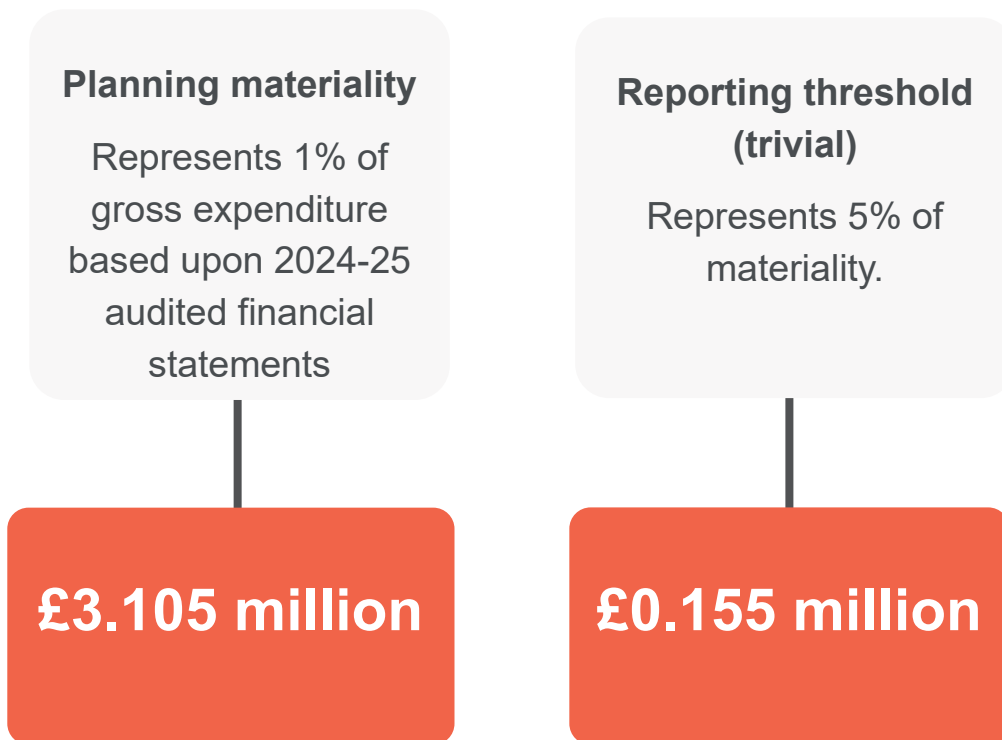 Planning materiality
Represents 1% of
gross expenditure
based upon 2024-25
audited financial
statements
£3.105 million
Reporting threshold
(trivial)
Represents 5% of
materiality.
£0.155 million